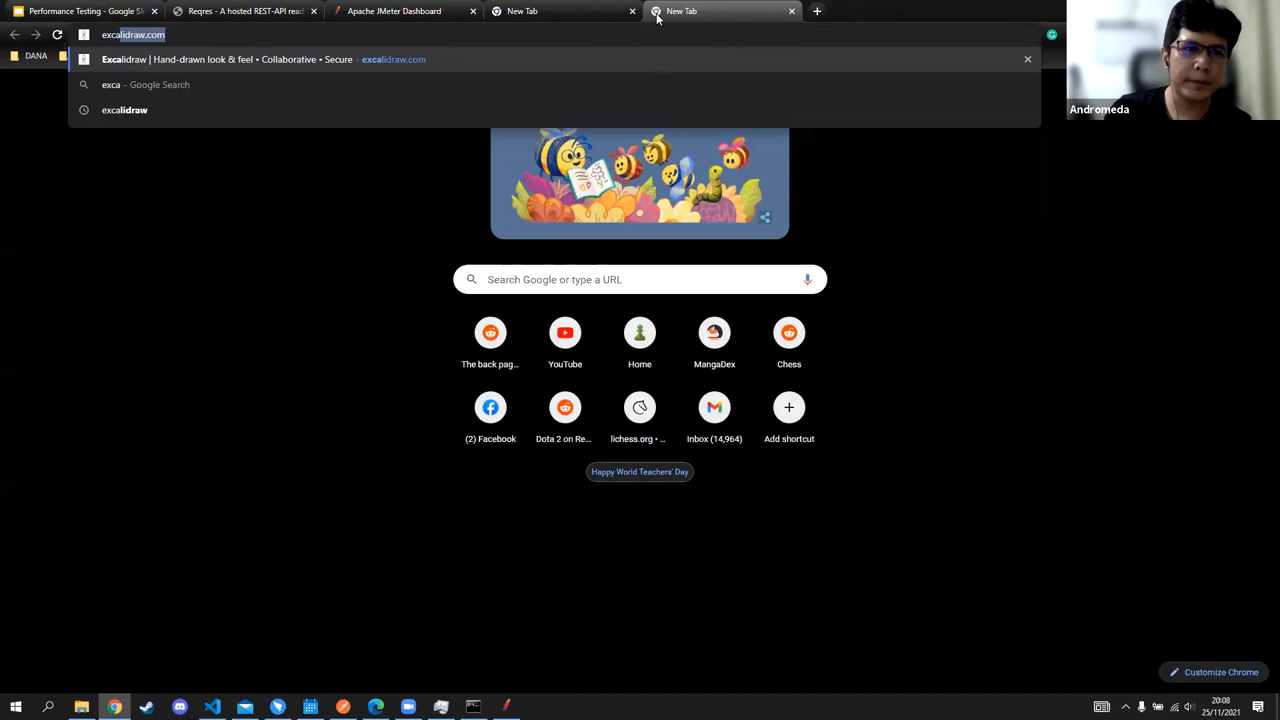 Performance Testing - Google Sl
Reqres - A hosted REST-API read
Apache JMeter Dashboard
New Tab
New Tab
excalidraw.com
DANA
Excalidraw | Hand-drawn look & feel • Collaborative • Secure - excalidraw.com
exca - Google Search
excalidraw
Andromeda
Search Google or type a URL
The back pag...
YouTube
Home
MangaDex
Chess
(2) Facebook
Dota 2 on Re...
lichess.org • ...
Inbox (14,964)
Add shortcut
Happy World Teachers' Day
Customize Chrome
20:08
25/11/2021